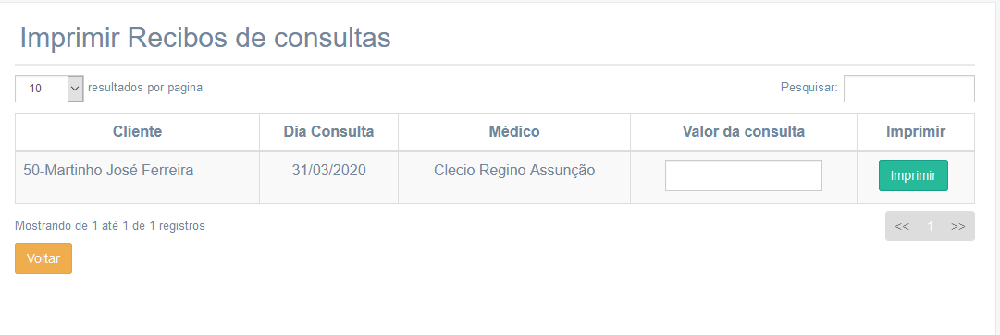 Imprimir Recibos de consultas
10 resultados por pagina Pesquisar:
Cliente Dia Consulta Médico Valor da consulta Imprimir
50-Martinho José Ferreira 31/03/2020 Clecio Regino Assunção Imprimir
Mostrando de 1 até 1 de 1 registros << 1 >>
Voltar